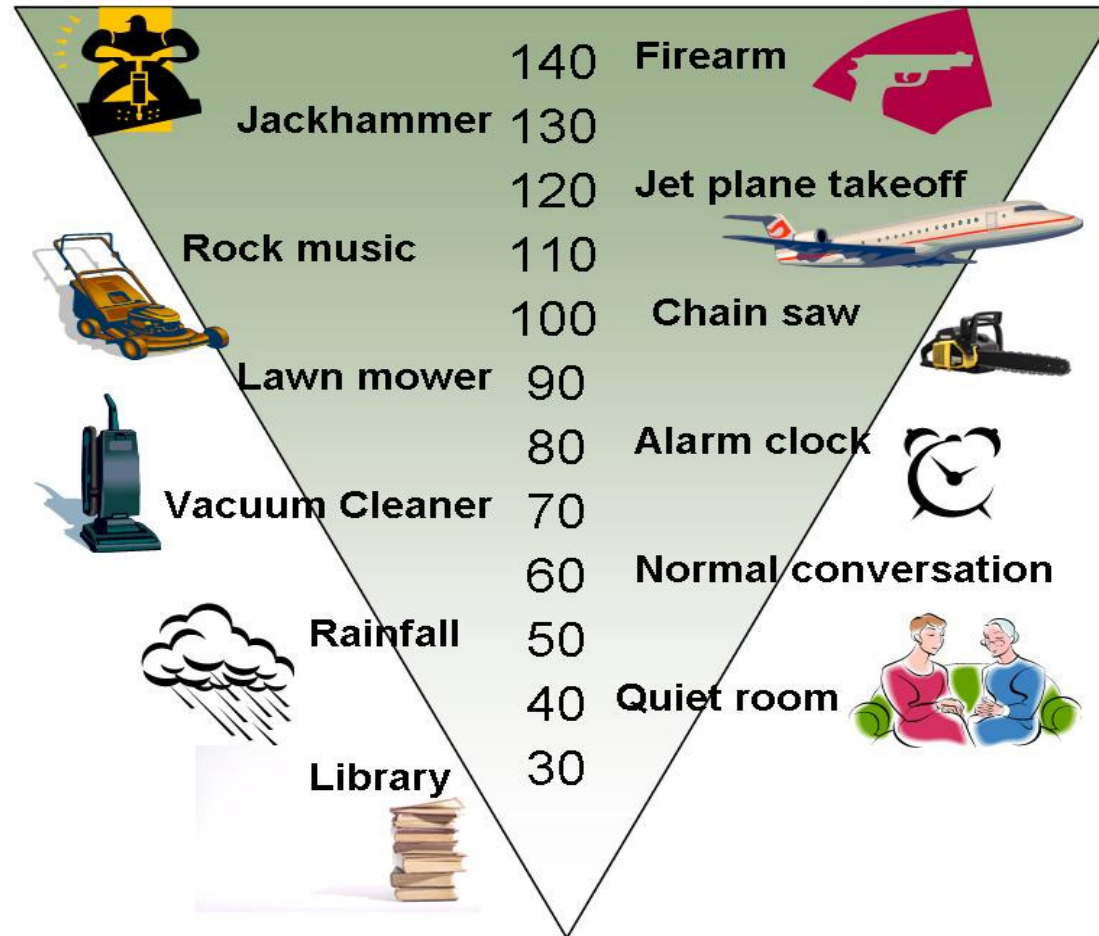 140 Firearm
Jackhammer 130
120 Jet plane takeoff
Rock music 110
100 Chain saw
Lawn mower 90
80 Alarm clock
Vacuum Cleaner 70
60 Normal conversation
Rainfall 50
40 Quiet room
Library 30